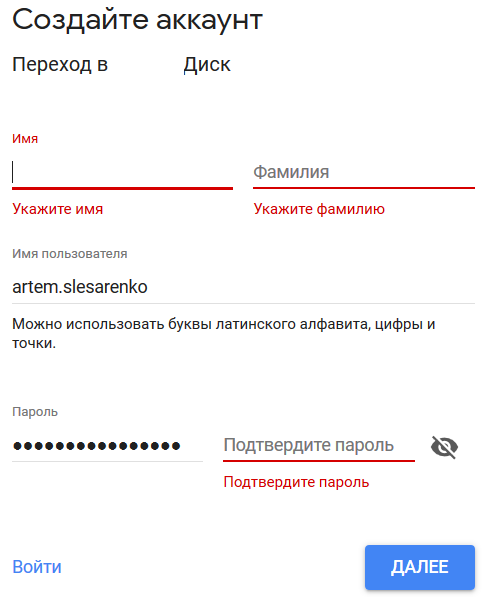 Создайте аккаунт
Переход в Диск
Имя
Фамилия
Укажите имя Укажите фамилию
Имя пользователя
artem.slesarenko
Можно использовать буквы латинского алфавита, цифры и
точки.
Пароль
•••••••••••••••• Подтвердите пароль
Подтвердите пароль
Войти ДАЛЕЕ